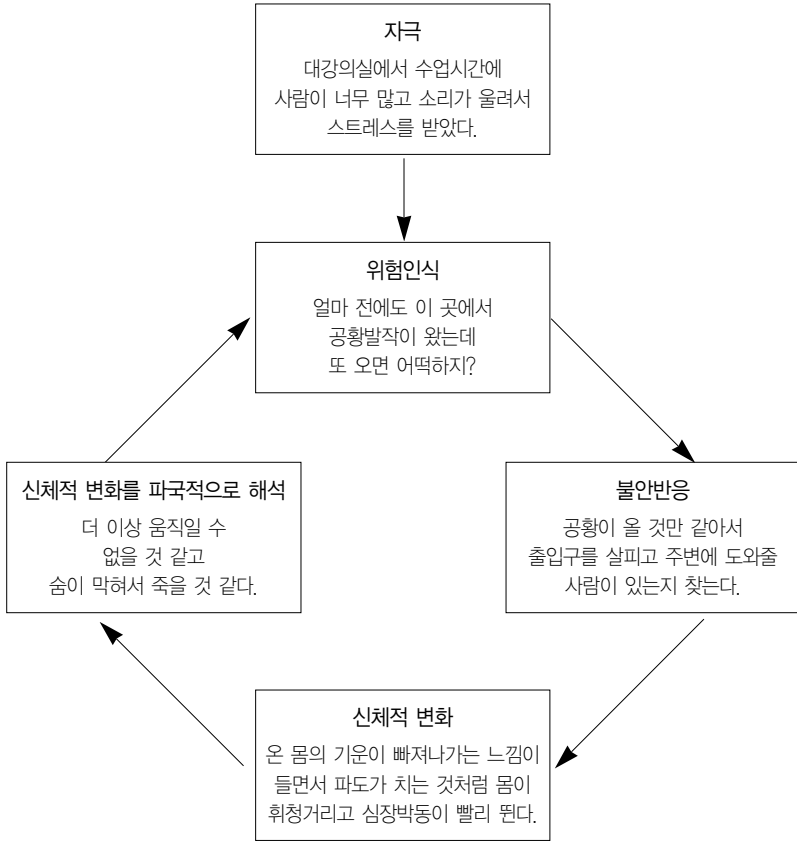 자극
대강의실에서 수업시간에
사람이 너무 많고 소리가 울려서
스트레스를 받았다.
위험인식
얼마 전에도 이 곳에서
공황발작이 왔는데
또 오면 어떡하지?
신체적 변화를 파국적으로 해석
더 이상 움직일 수
없을 것 같고
숨이 막혀서 죽을 것 같다.
불안반응
공황이 올 것만 같아서
출입구를 살피고 주변에 도와줄
사람이 있는지 찾는다.
신체적 변화
온 몸의 기운이 빠져나가는 느낌이
들면서 파도가 치는 것처럼 몸이
휘청거리고 심장박동이 빨리 뛴다.